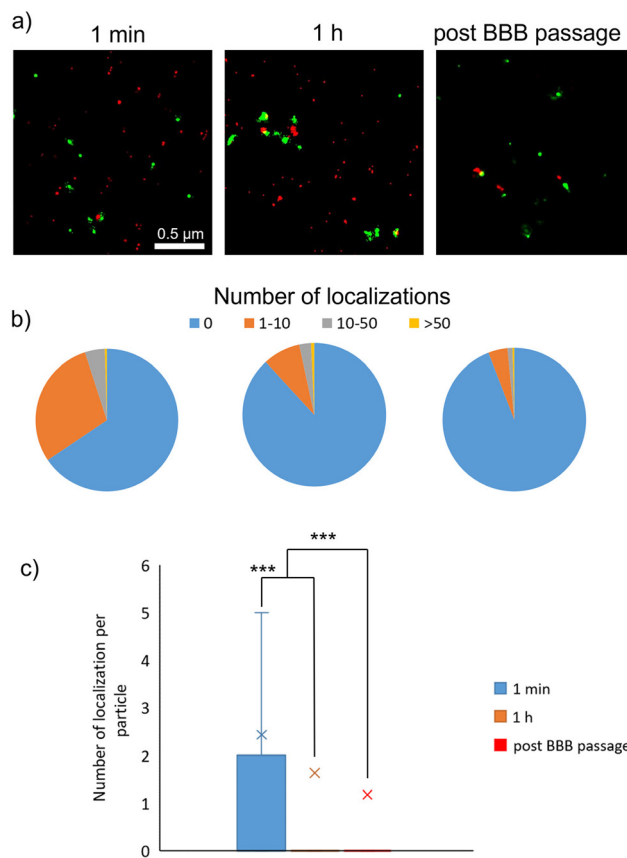 a)
1 min
1 h
post BBB passage
0.5 µm
Number of localizations
b)
0
1-10
10-50
>50
c)
***
***
Number of localization per
particle
6
5
4
3
2
1
0
1 min
1 h
post BBB passage